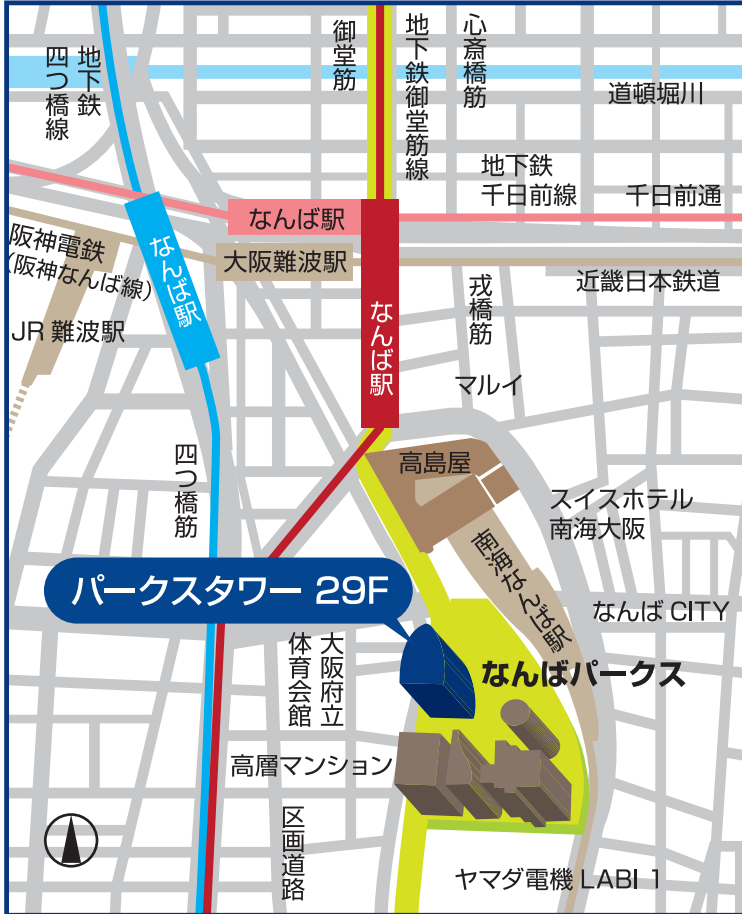 地下鉄
四つ橋線
御堂筋
地下鉄御堂筋線
心斎橋筋
道頓堀川
地下鉄
千日前線
千日前通
なんば駅
阪神電鉄
(阪神なんば線)
なんば駅
大阪難波駅
なんば駅
戎橋筋
近畿日本鉄道
JR 難波駅
マルイ
四つ橋筋
高島屋
スイスホテル
南海大阪
南海なんば駅
パークスタワー 29F
なんば CITY
大阪府立
体育会館
なんばパークス
高層マンション
区画道路
ヤマダ電機 LABI 1